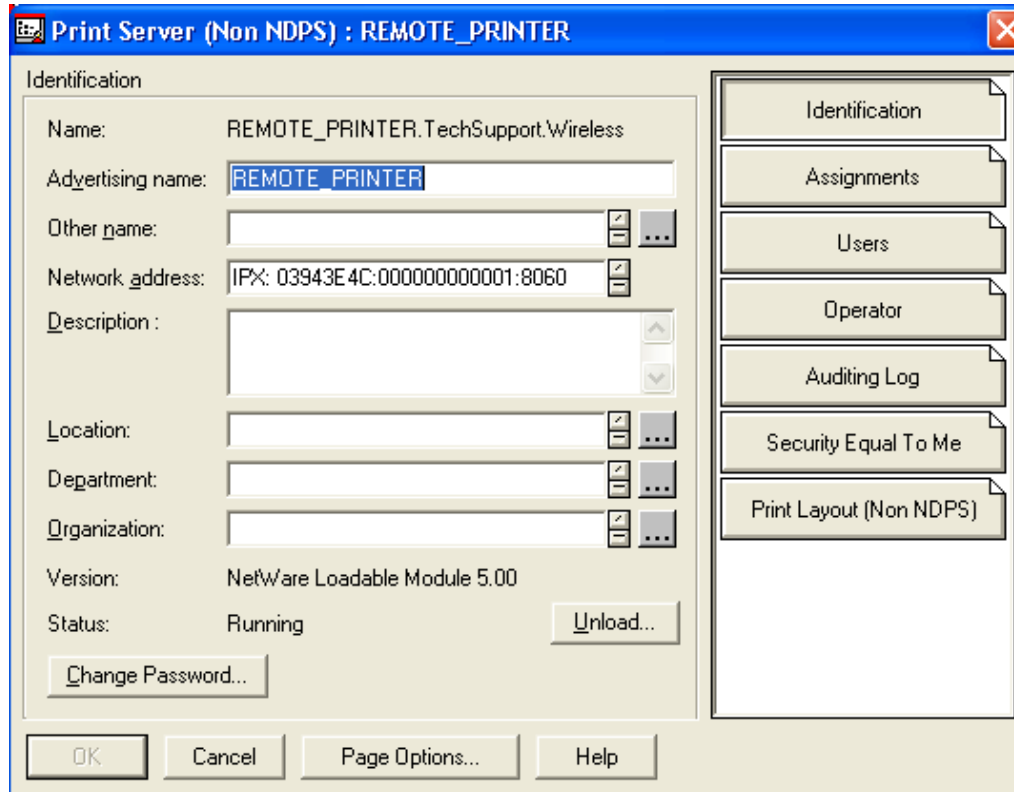 Print Server (Non NDPS) : REMOTE_PRINTER
Identification
Name: REMOTE_PRINTER.TechSupport.Wireless
Advertising name: REMOTE_PRINTER
Other name: ...
Network address: IPX: 03943E4C:000000000001:8060
Description :
Location: ...
Department: ...
Organization: ...
Version: NetWare Loadable Module 5.00
Status: Running Unload...
Change Password...
OK Cancel Page Options... Help
Identification
Assignments
Users
Operator
Auditing Log
Security Equal To Me
Print Layout (Non NDPS)